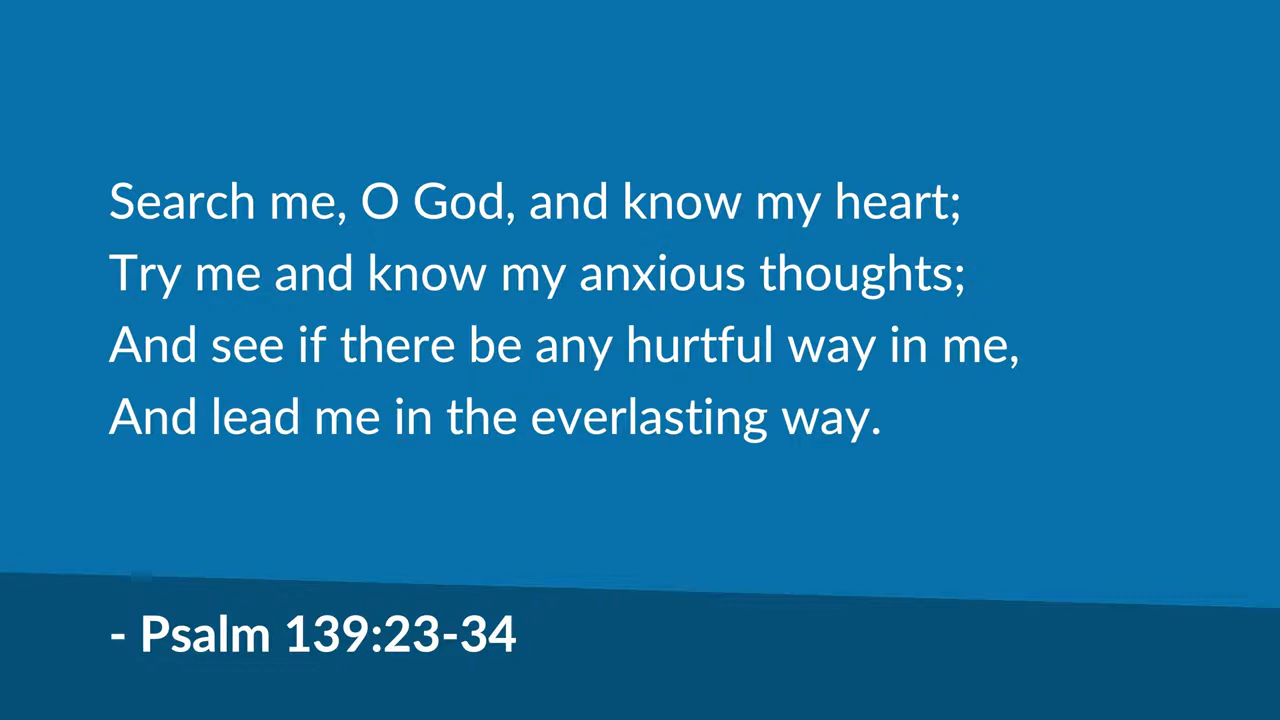 Search me, O God, and know my heart;
Try me and know my anxious thoughts;
And see if there be any hurtful way in me,
And lead me in the everlasting way.
- Psalm 139:23-34